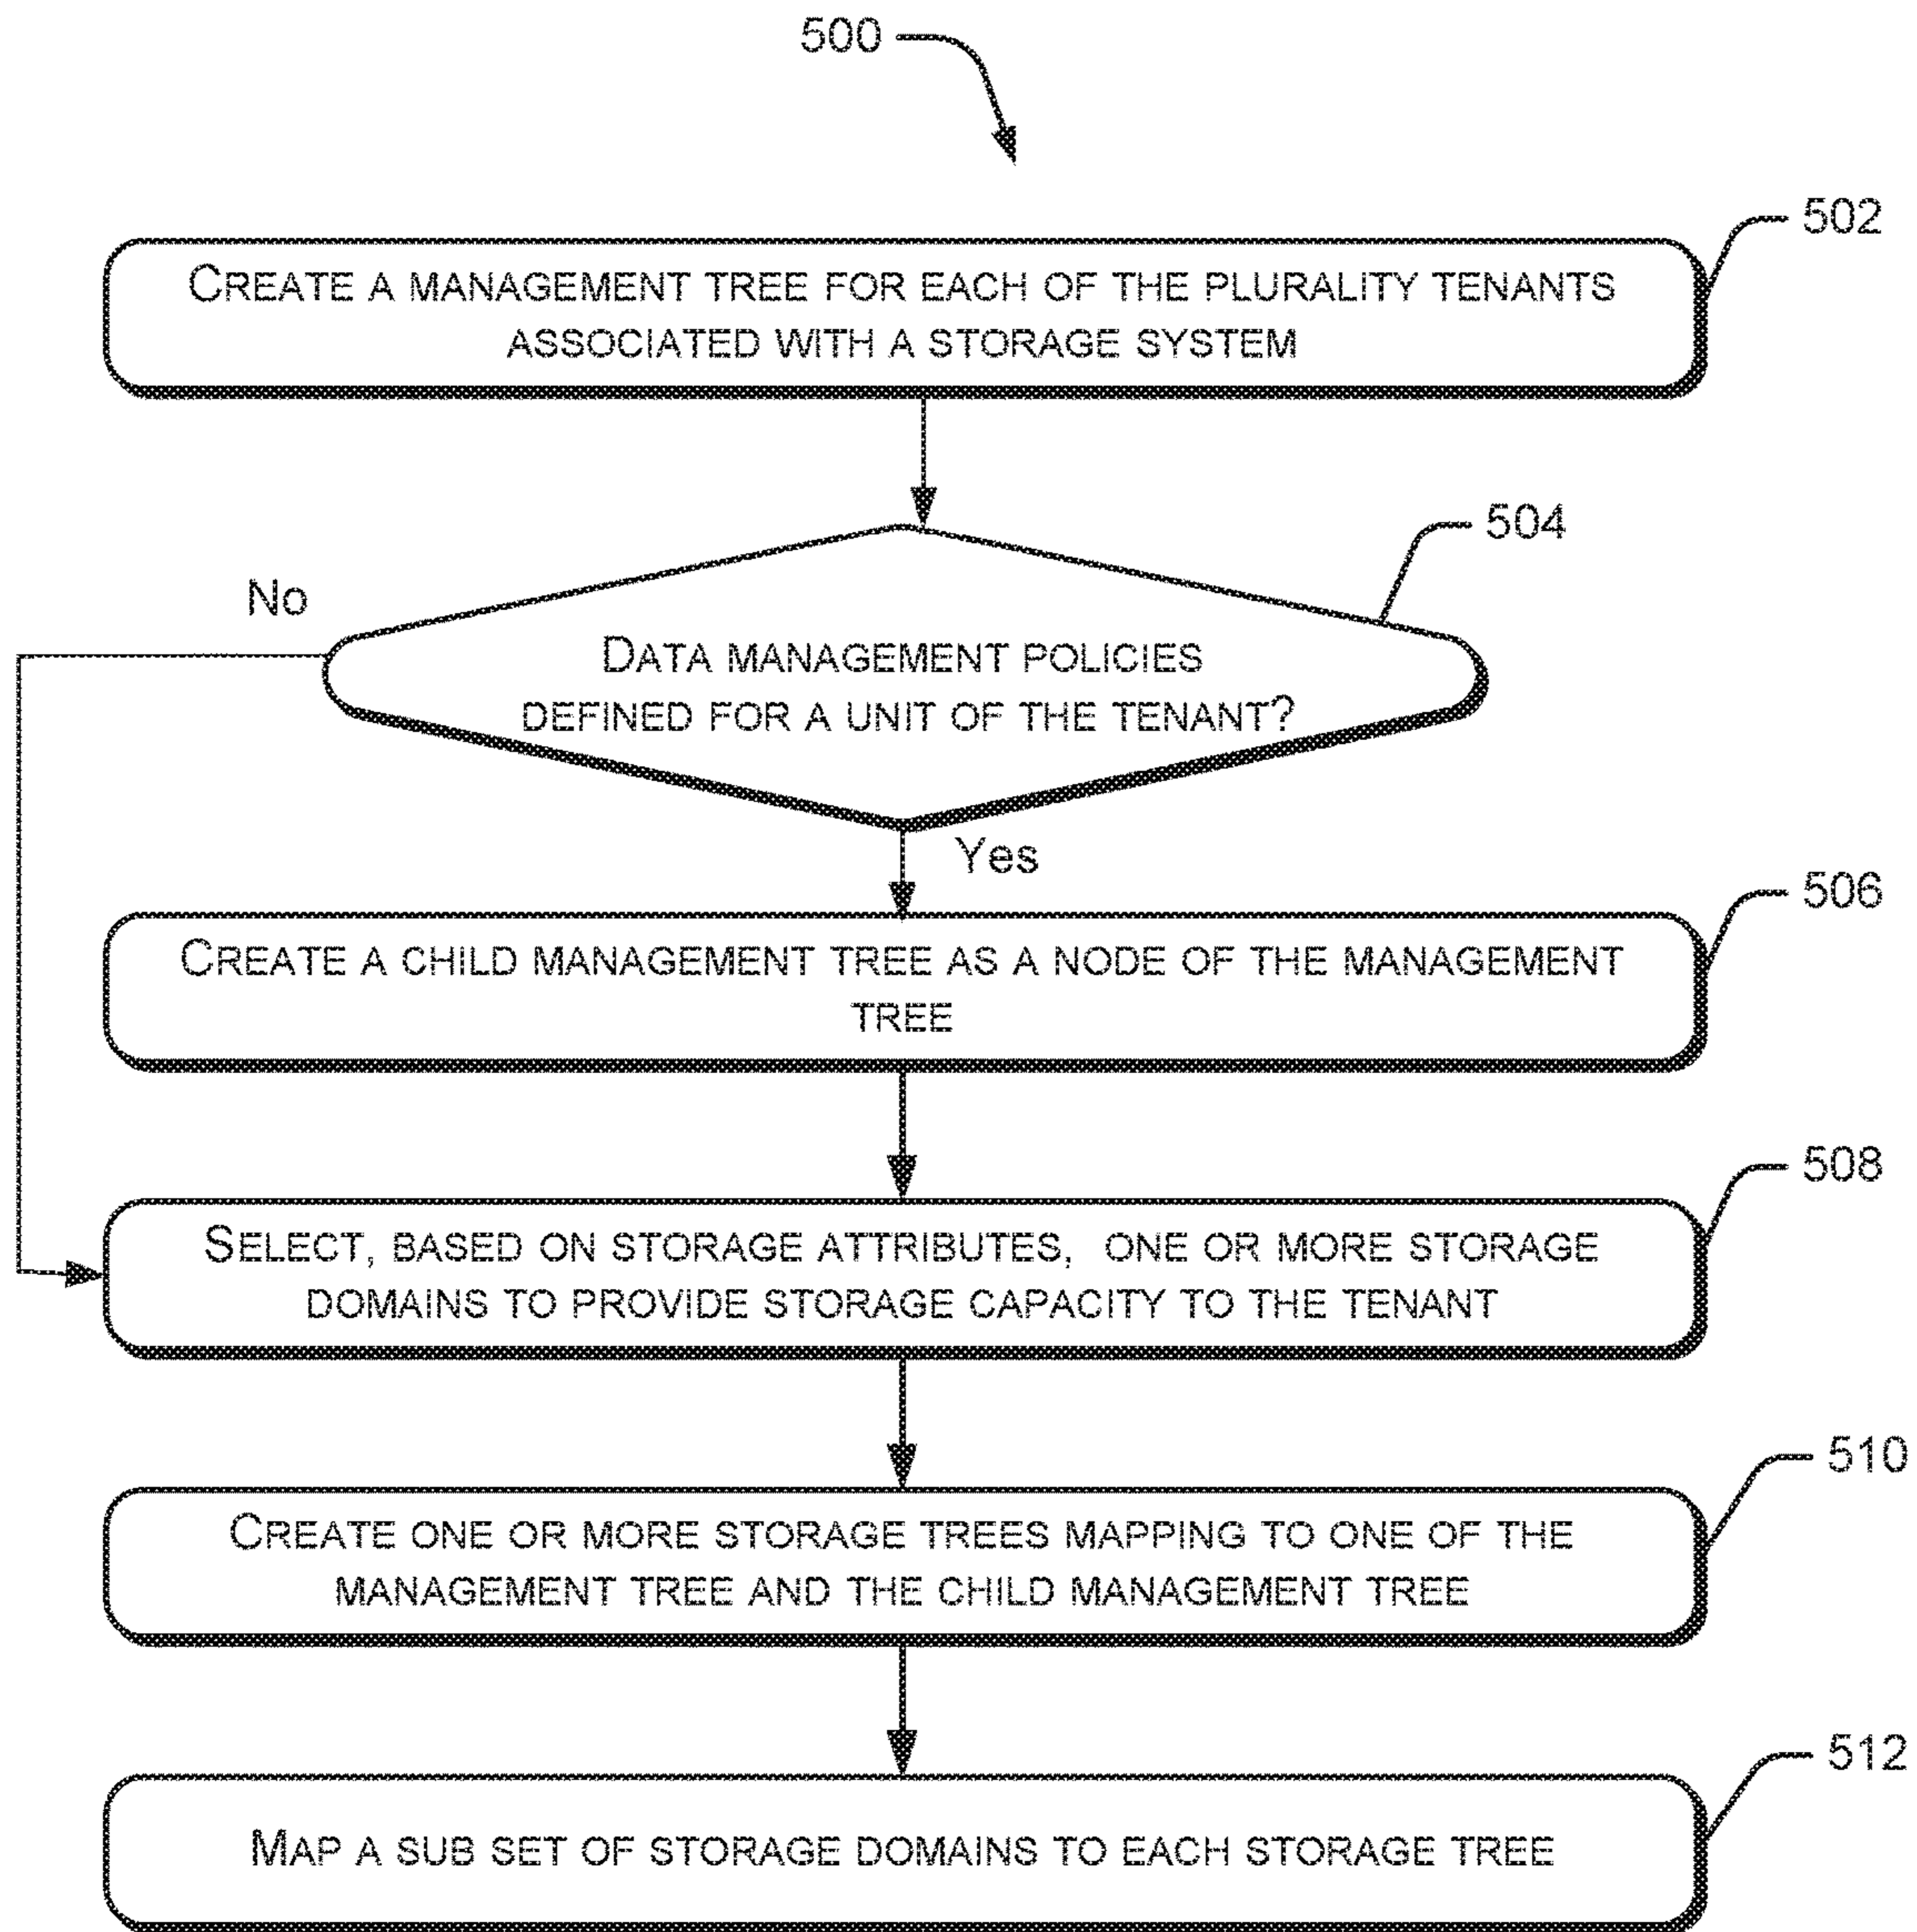 500
502
CREATE A MANAGEMENT TREE FOR EACH OF THE PLURALITY TENANTS
ASSOCIATED WITH A STORAGE SYSTEM
504
No
DATA MANAGEMENT POLICIES
DEFINED FOR A UNIT OF THE TENANT?
Yes
506
CREATE A CHILD MANAGEMENT TREE AS A NODE OF THE MANAGEMENT
TREE
508
SELECT, BASED ON STORAGE ATTRIBUTES, ONE OR MORE STORAGE
DOMAINS TO PROVIDE STORAGE CAPACITY TO THE TENANT
510
CREATE ONE OR MORE STORAGE TREES MAPPING TO ONE OF THE
MANAGEMENT TREE AND THE CHILD MANAGEMENT TREE
512
MAP A SUB SET OF STORAGE DOMAINS TO EACH STORAGE TREE